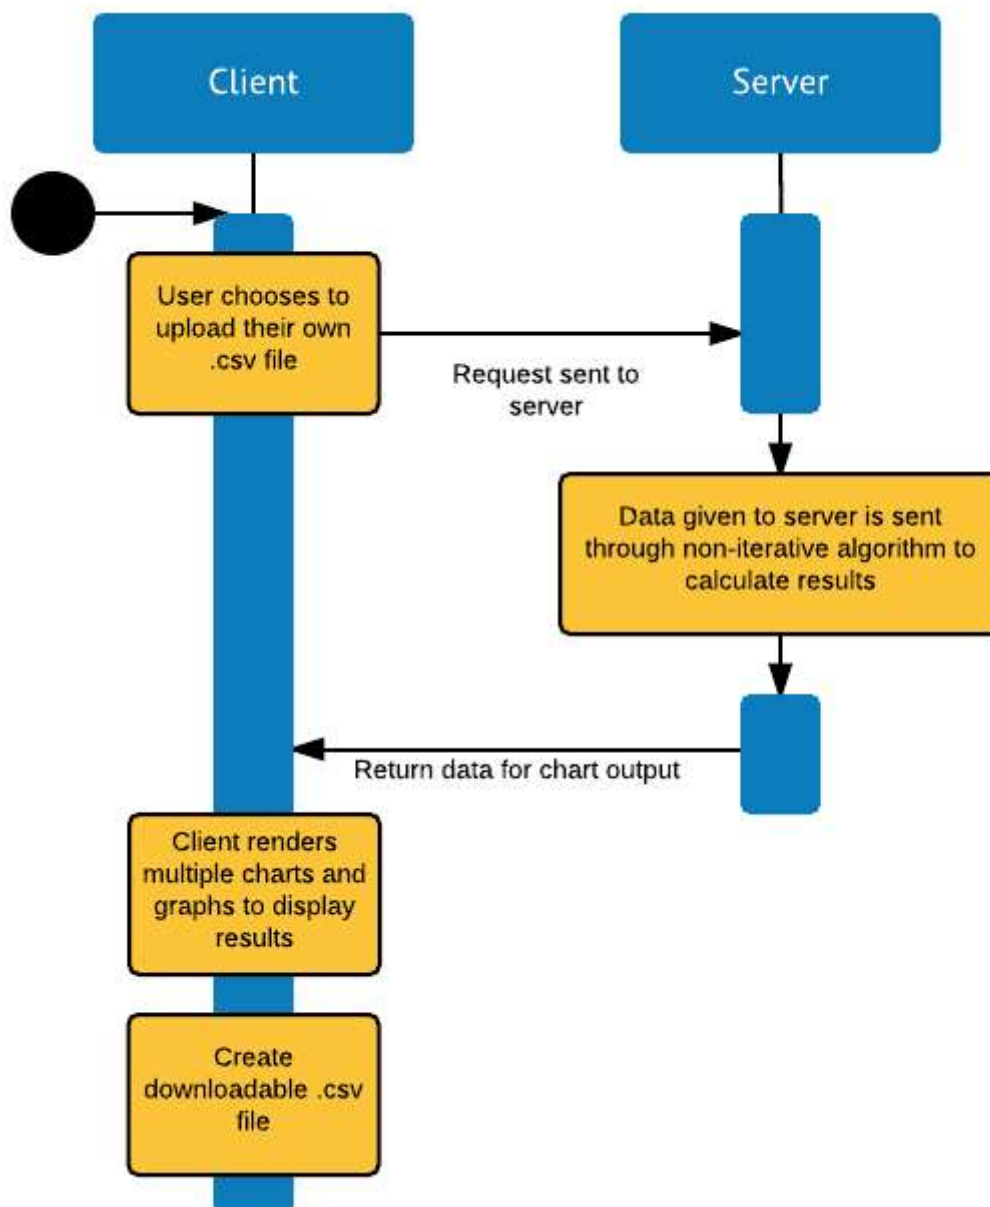 Client
Server
User chooses to
upload their own
.csv file
Request sent to
server
Data given to server is sent
through non-iterative algorithm to
calculate results
Return data for chart output
Client renders
multiple charts and
graphs to display
results
Create
downloadable .csv
file